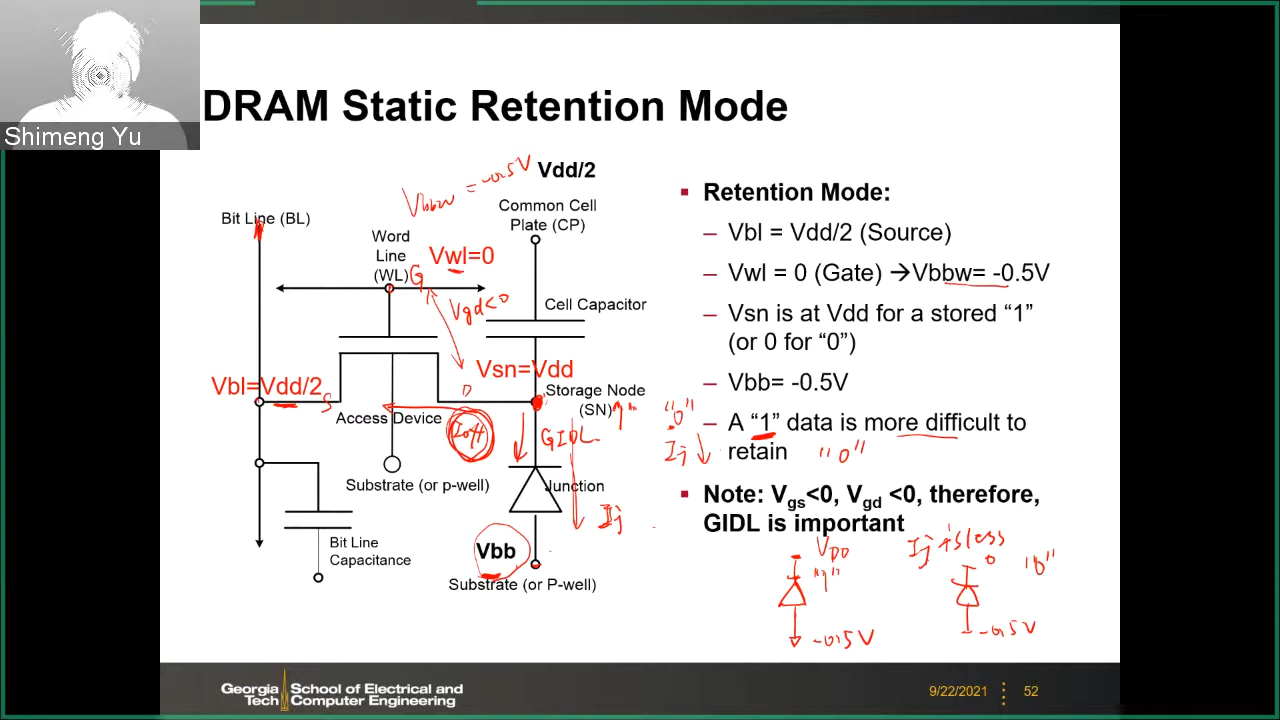 Shimeng Yu
DRAM Static Retention Mode
Vbbw = -0.5V
Vdd/2
Common Cell
Plate (CP)
Bit Line (BL)
Word
Line
(WL)
G
Vwl=0
Vgd<0
Cell Capacitor
Vsn=Vdd
Vbl=Vdd/2
S
D
Storage Node
(SN)
"1"
Access Device
Ioff
GIDL
Substrate (or p-well)
Junction
Ij
Bit Line
Capacitance
Vbb
Substrate (or P-well)
▪ Retention Mode:
– Vbl = Vdd/2 (Source)
– Vwl = 0 (Gate) →Vbbw= -0.5V
– Vsn is at Vdd for a stored “1”
(or 0 for “0”)
– Vbb= -0.5V
– A “1” data is more difficult to
retain
"0"
"0"
Ij ↓
▪ Note: Vgs<0, Vgd <0, therefore,
GIDL is important
VDD
"1"
-0.5V
Ij is less
0
"0"
-0.5V
Georgia
Tech
School of Electrical and
Computer Engineering
9/22/2021
52